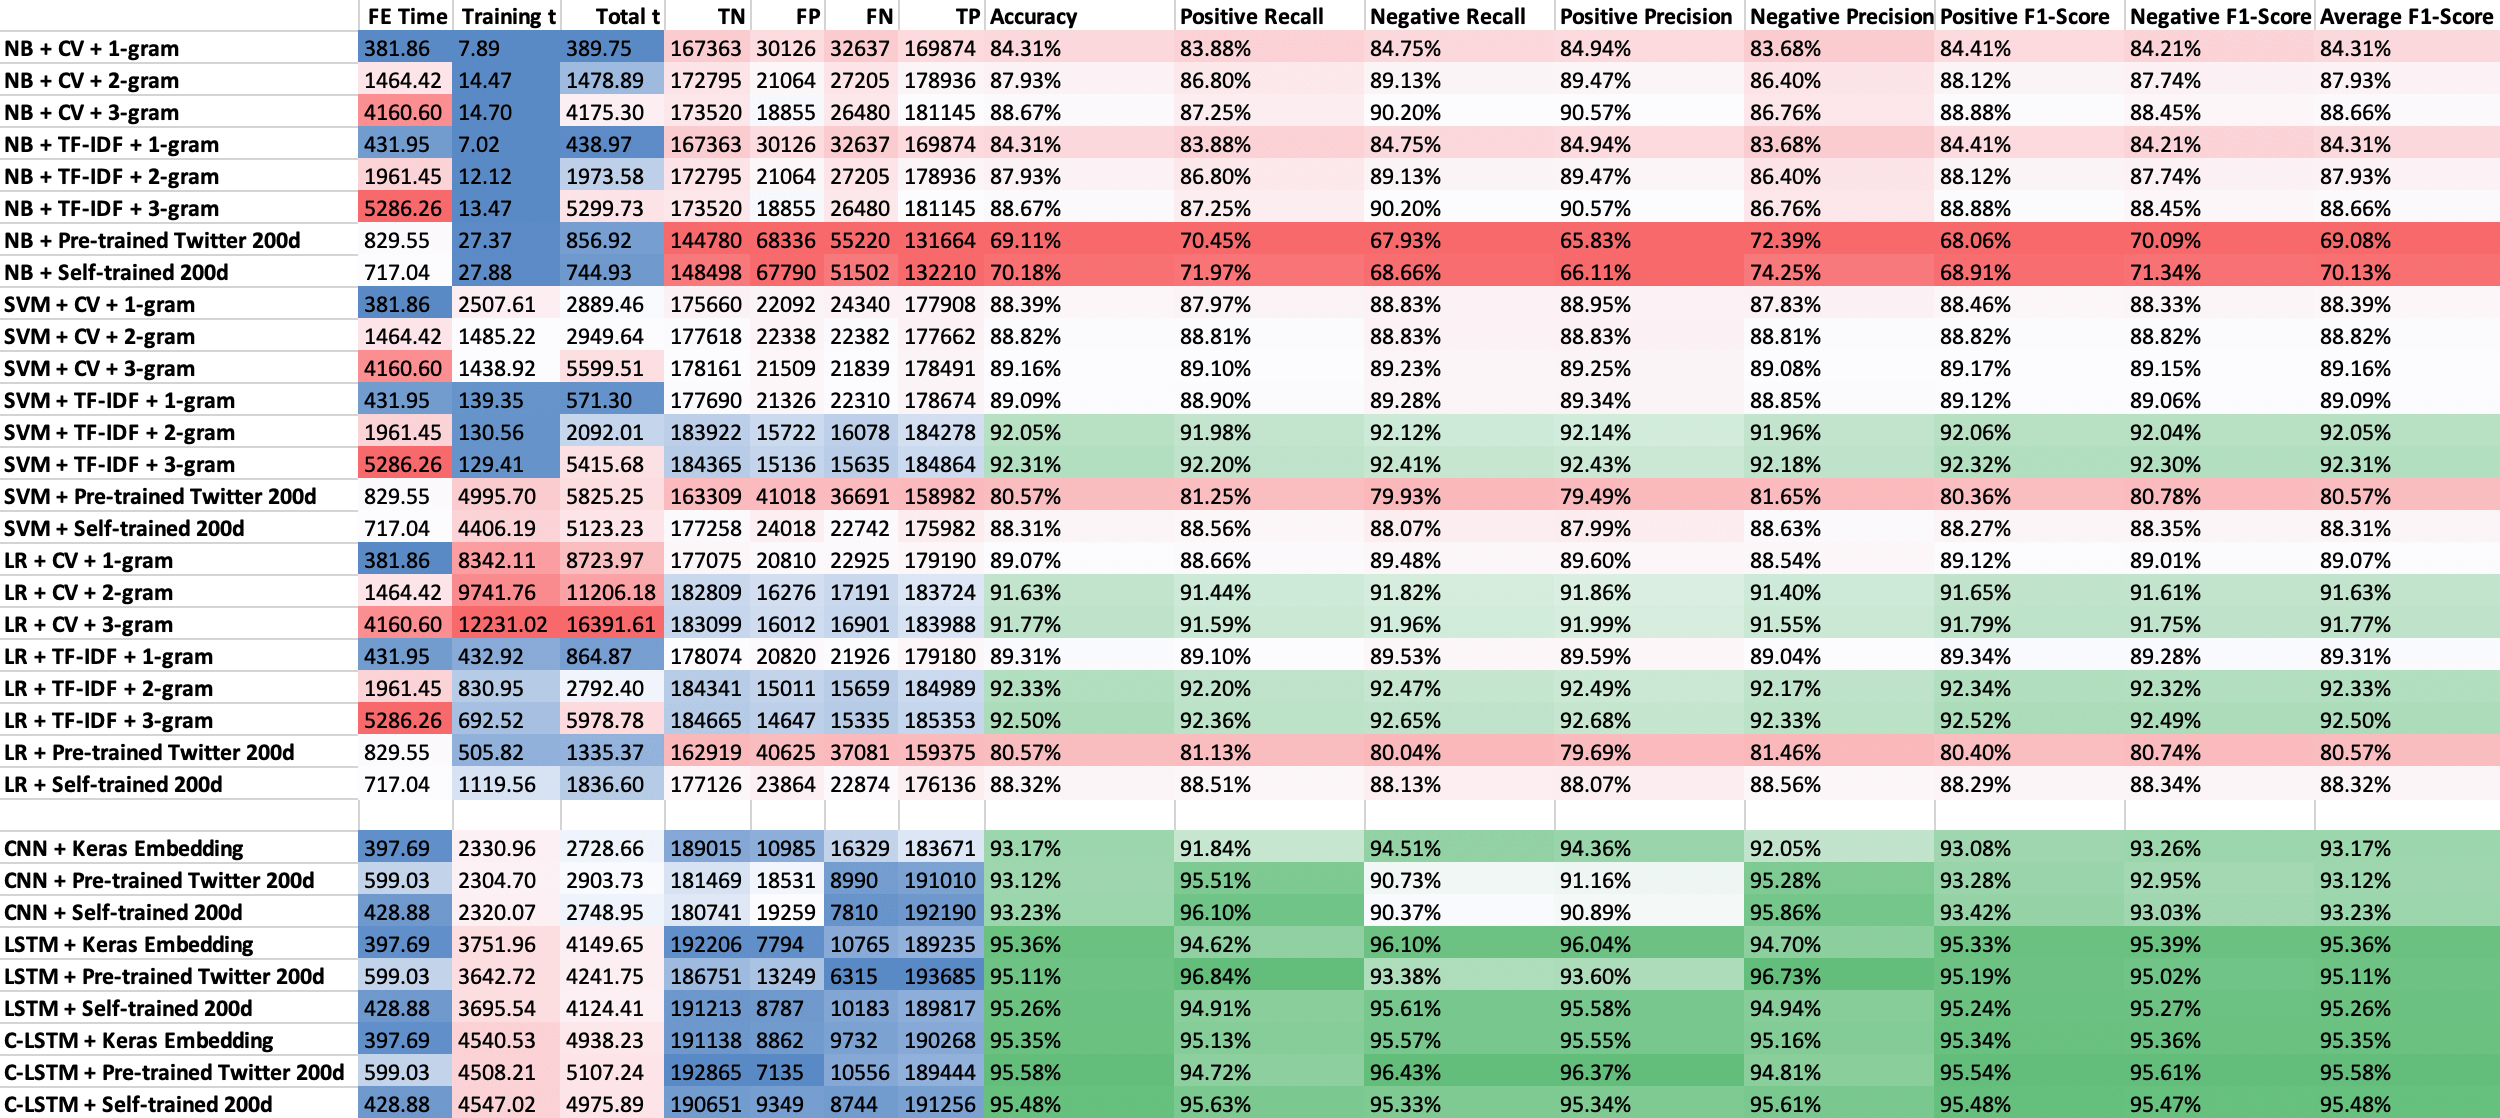 FE Time Training t Total t TN FP FN TP Accuracy Positive Recall Negative Recall Positive Precision Negative Precision Positive F1-Score Negative F1-Score Average F1-Score
NB + CV + 1-gram 381.86 7.89 389.75 167363 30126 32637 169874 84.31% 83.88% 84.75% 84.94% 83.68% 84.41% 84.21% 84.31%
NB + CV + 2-gram 1464.42 14.47 1478.89 172795 21064 27205 178936 87.93% 86.80% 89.13% 89.47% 86.40% 88.12% 87.74% 87.93%
NB + CV + 3-gram 4160.60 14.70 4175.30 173520 18855 26480 181145 88.67% 87.25% 90.20% 90.57% 86.76% 88.88% 88.45% 88.66%
NB + TF-IDF + 1-gram 431.95 7.02 438.97 167363 30126 32637 169874 84.31% 83.88% 84.75% 84.94% 83.68% 84.41% 84.21% 84.31%
NB + TF-IDF + 2-gram 1961.45 12.12 1973.58 172795 21064 27205 178936 87.93% 86.80% 89.13% 89.47% 86.40% 88.12% 87.74% 87.93%
NB + TF-IDF + 3-gram 5286.26 13.47 5299.73 173520 18855 26480 181145 88.67% 87.25% 90.20% 90.57% 86.76% 88.88% 88.45% 88.66%
NB + Pre-trained Twitter 200d 829.55 27.37 856.92 144780 68336 55220 131664 69.11% 70.45% 67.93% 65.83% 72.39% 68.06% 70.09% 69.08%
NB + Self-trained 200d 717.04 27.88 744.93 148498 67790 51502 132210 70.18% 71.97% 68.66% 66.11% 74.25% 68.91% 71.34% 70.13%
SVM + CV + 1-gram 381.86 2507.61 2889.46 175660 22092 24340 177908 88.39% 87.97% 88.83% 88.95% 87.83% 88.46% 88.33% 88.39%
SVM + CV + 2-gram 1464.42 1485.22 2949.64 177618 22338 22382 177662 88.82% 88.81% 88.83% 88.83% 88.81% 88.82% 88.82% 88.82%
SVM + CV + 3-gram 4160.60 1438.92 5599.51 178161 21509 21839 178491 89.16% 89.10% 89.23% 89.25% 89.08% 89.17% 89.15% 89.16%
SVM + TF-IDF + 1-gram 431.95 139.35 571.30 177690 21326 22310 178674 89.09% 88.90% 89.28% 89.34% 88.85% 89.12% 89.06% 89.09%
SVM + TF-IDF + 2-gram 1961.45 130.56 2092.01 183922 15722 16078 184278 92.05% 91.98% 92.12% 92.14% 91.96% 92.06% 92.04% 92.05%
SVM + TF-IDF + 3-gram 5286.26 129.41 5415.68 184365 15136 15635 184864 92.31% 92.20% 92.41% 92.43% 92.18% 92.32% 92.30% 92.31%
SVM + Pre-trained Twitter 200d 829.55 4995.70 5825.25 163309 41018 36691 158982 80.57% 81.25% 79.93% 79.49% 81.65% 80.36% 80.78% 80.57%
SVM + Self-trained 200d 717.04 4406.19 5123.23 177258 24018 22742 175982 88.31% 88.56% 88.07% 87.99% 88.63% 88.27% 88.35% 88.31%
LR + CV + 1-gram 381.86 8342.11 8723.97 177075 20810 22925 179190 89.07% 88.66% 89.48% 89.60% 88.54% 89.12% 89.01% 89.07%
LR + CV + 2-gram 1464.42 9741.76 11206.18 182809 16276 17191 183724 91.63% 91.44% 91.82% 91.86% 91.40% 91.65% 91.61% 91.63%
LR + CV + 3-gram 4160.60 12231.02 16391.61 183099 16012 16901 183988 91.77% 91.59% 91.96% 91.99% 91.55% 91.79% 91.75% 91.77%
LR + TF-IDF + 1-gram 431.95 432.92 864.87 178074 20820 21926 179180 89.31% 89.10% 89.53% 89.59% 89.04% 89.34% 89.28% 89.31%
LR + TF-IDF + 2-gram 1961.45 830.95 2792.40 184341 15011 15659 184989 92.33% 92.20% 92.47% 92.49% 92.17% 92.34% 92.32% 92.33%
LR + TF-IDF + 3-gram 5286.26 692.52 5978.78 184665 14647 15335 185353 92.50% 92.36% 92.65% 92.68% 92.33% 92.52% 92.49% 92.50%
LR + Pre-trained Twitter 200d 829.55 505.82 1335.37 162919 40625 37081 159375 80.57% 81.13% 80.04% 79.69% 81.46% 80.40% 80.74% 80.57%
LR + Self-trained 200d 717.04 1119.56 1836.60 177126 23864 22874 176136 88.32% 88.51% 88.13% 88.07% 88.56% 88.29% 88.34% 88.32%
CNN + Keras Embedding 397.69 2330.96 2728.66 189015 10985 16329 183671 93.17% 91.84% 94.51% 94.36% 92.05% 93.08% 93.26% 93.17%
CNN + Pre-trained Twitter 200d 599.03 2304.70 2903.73 181469 18531 8990 191010 93.12% 95.51% 90.73% 91.16% 95.28% 93.28% 92.95% 93.12%
CNN + Self-trained 200d 428.88 2320.07 2748.95 180741 19259 7810 192190 93.23% 96.10% 90.37% 90.89% 95.86% 93.42% 93.03% 93.23%
LSTM + Keras Embedding 397.69 3751.96 4149.65 192206 7794 10765 189235 95.36% 94.62% 96.10% 96.04% 94.70% 95.33% 95.39% 95.36%
LSTM + Pre-trained Twitter 200d 599.03 3642.72 4241.75 186751 13249 6315 193685 95.11% 96.84% 93.38% 93.60% 96.73% 95.19% 95.02% 95.11%
LSTM + Self-trained 200d 428.88 3695.54 4124.41 191213 8787 10183 189817 95.26% 94.91% 95.61% 95.58% 94.94% 95.24% 95.27% 95.26%
C-LSTM + Keras Embedding 397.69 4540.53 4938.23 191138 8862 9732 190268 95.35% 95.13% 95.57% 95.55% 95.16% 95.34% 95.36% 95.35%
C-LSTM + Pre-trained Twitter 200d 599.03 4508.21 5107.24 192865 7135 10556 189444 95.58% 94.72% 96.43% 96.37% 94.81% 95.54% 95.61% 95.58%
C-LSTM + Self-trained 200d 428.88 4547.02 4975.89 190651 9349 8744 191256 95.48% 95.63% 95.33% 95.34% 95.61% 95.48% 95.47% 95.48%